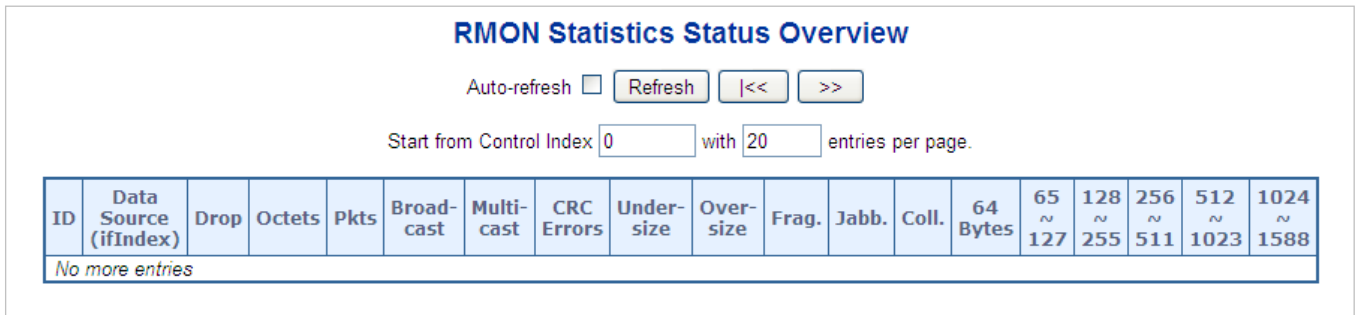 RMON Statistics Status Overview
Auto-refresh Refresh |<< >>
Start from Control Index 0 with 20 entries per page.
ID Data Source (ifIndex) Drop Octets Pkts Broad-cast Multi-cast CRC Errors Under-size Over-size Frag. Jabb. Coll. 64 Bytes 65 ~ 127 128 ~ 255 256 ~ 511 512 ~ 1023 1024 ~ 1588
No more entries